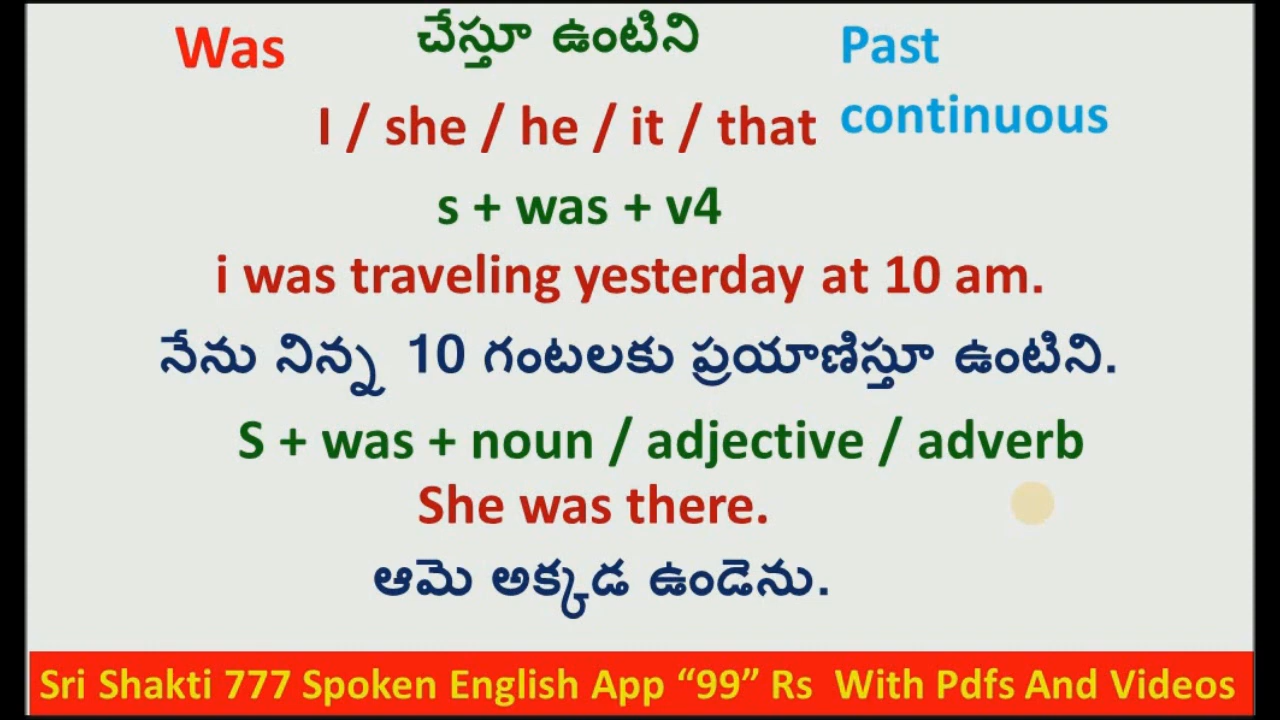 Was చేస్తూ ఉంటిని Past
continuous
I / she / he / it / that
s + was + v4
i was traveling yesterday at 10 am.
నేను నిన్న 10 గంటలకు ప్రయాణిస్తూ ఉంటిని.
S + was + noun / adjective / adverb
She was there.
ఆమె అక్కడ ఉండెను.
Sri Shakti 777 Spoken English App “99” Rs With Pdfs And Videos